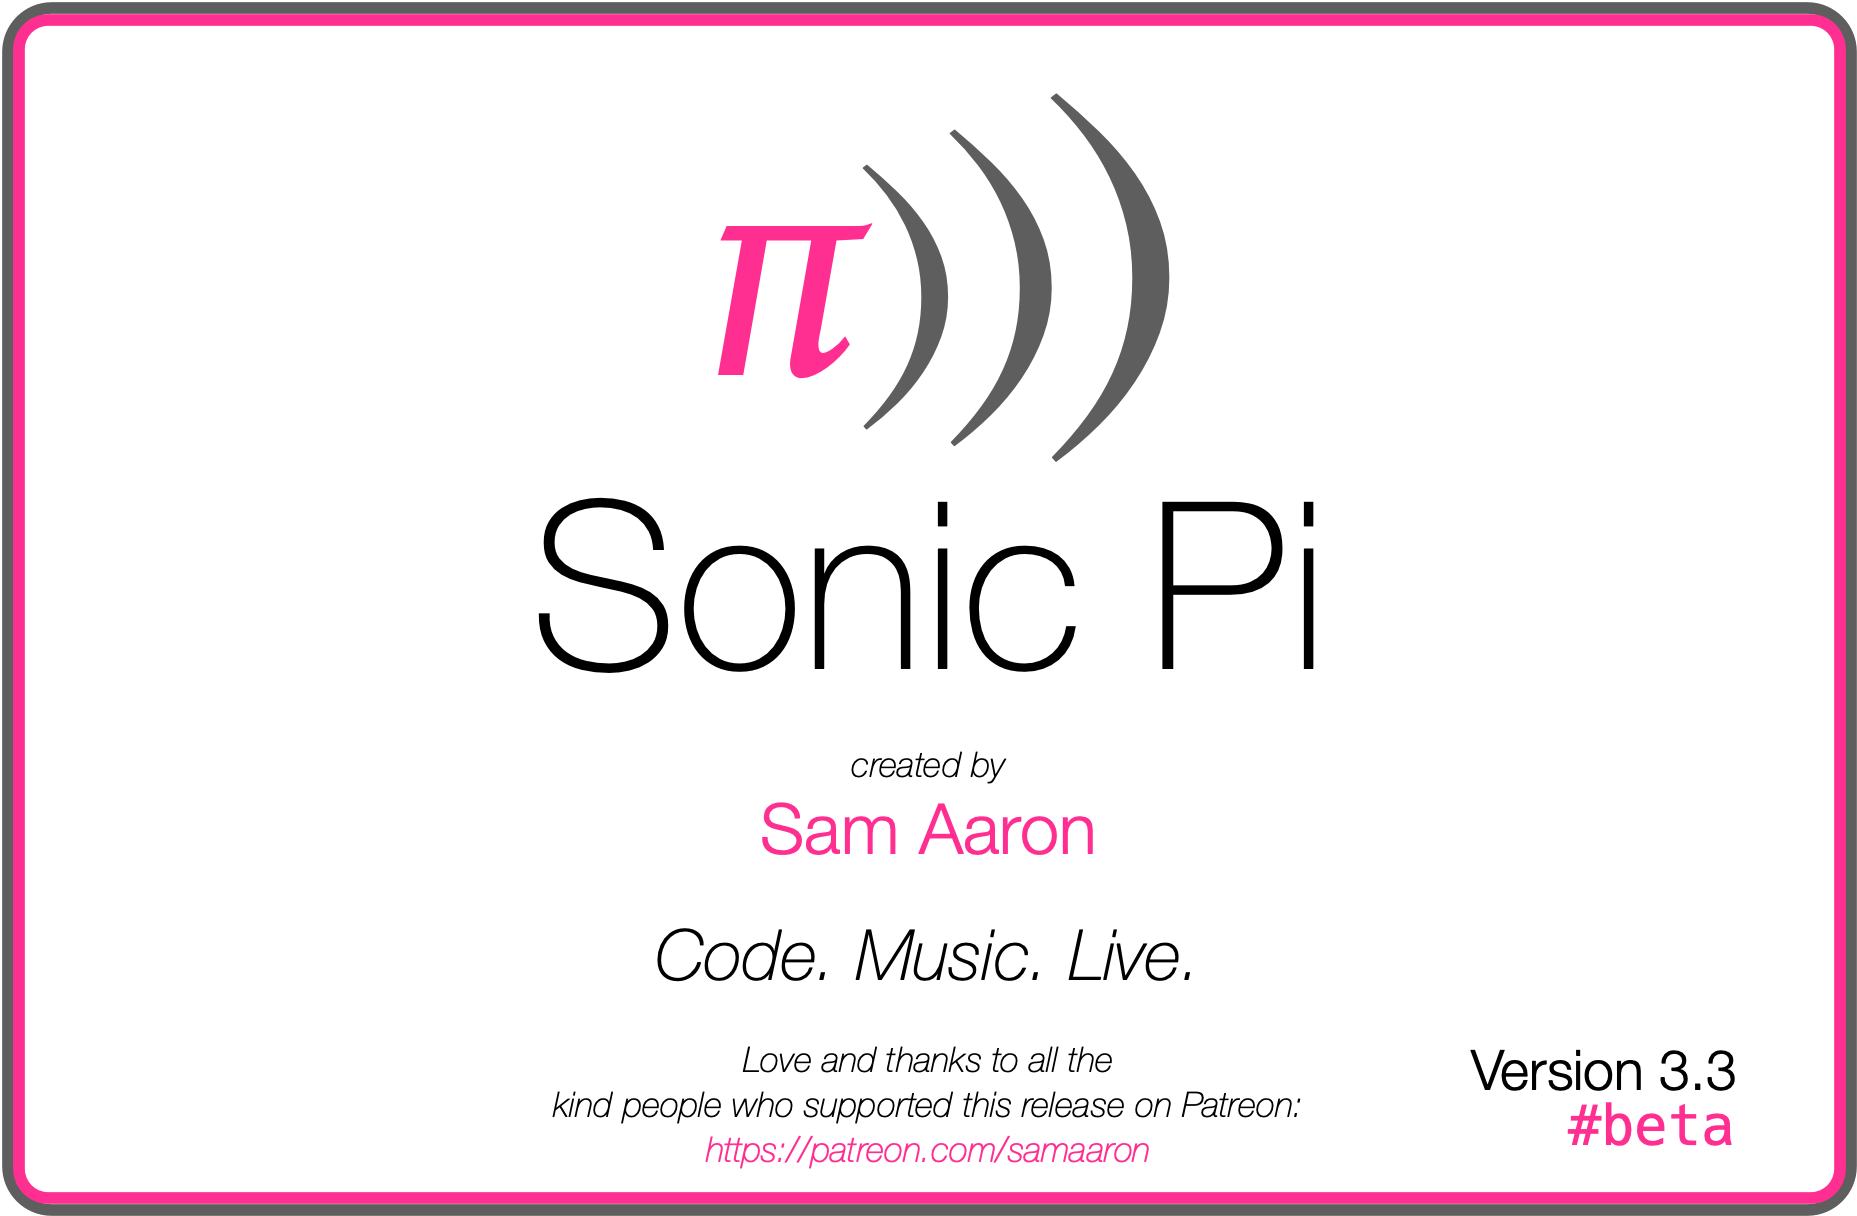 π
Sonic Pi
created by
Sam Aaron
Code. Music. Live.
Love and thanks to all the
kind people who supported this release on Patreon:
https://patreon.com/samaaron
Version 3.3
#beta